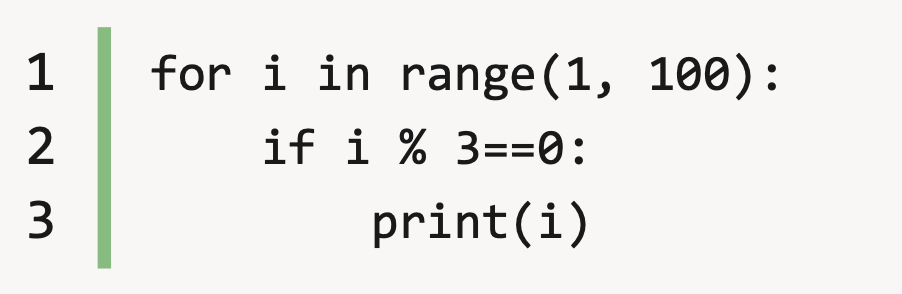 1 for i in range(1, 100):
2     if i % 3==0:
3         print(i)